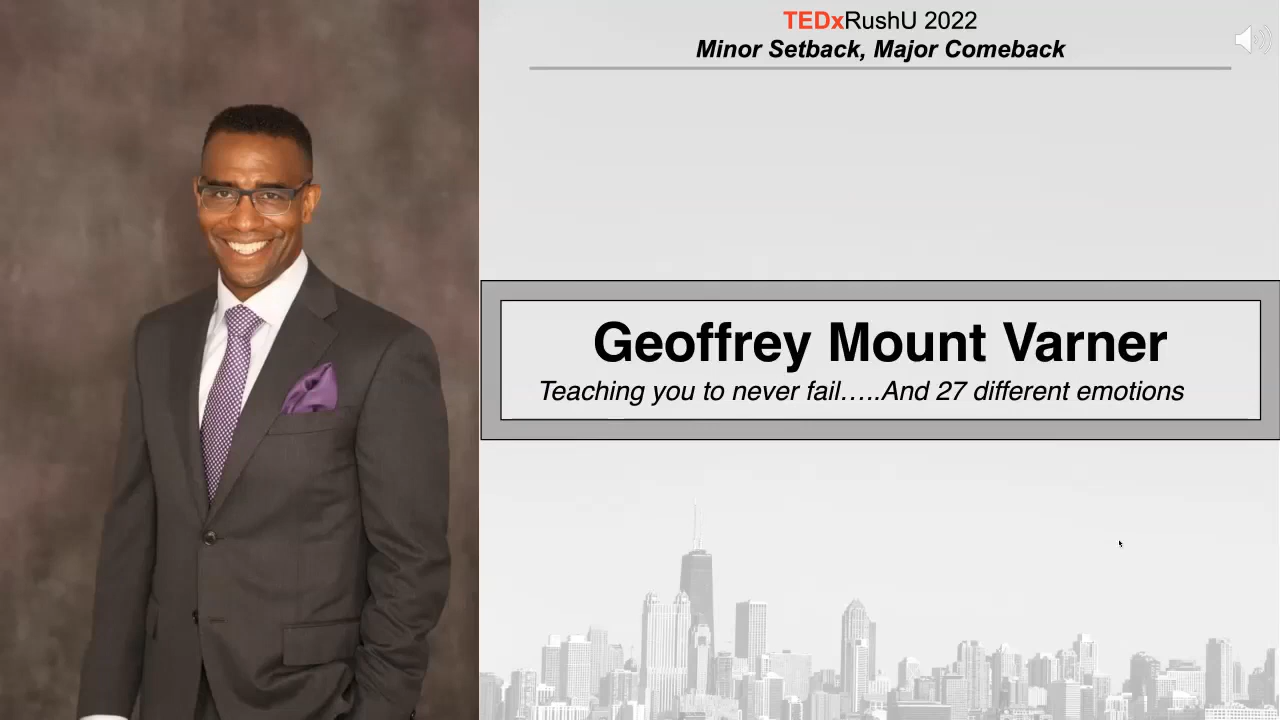 TEDxRushU 2022
Minor Setback, Major Comeback
Geoffrey Mount Varner
Teaching you to never fail…..And 27 different emotions